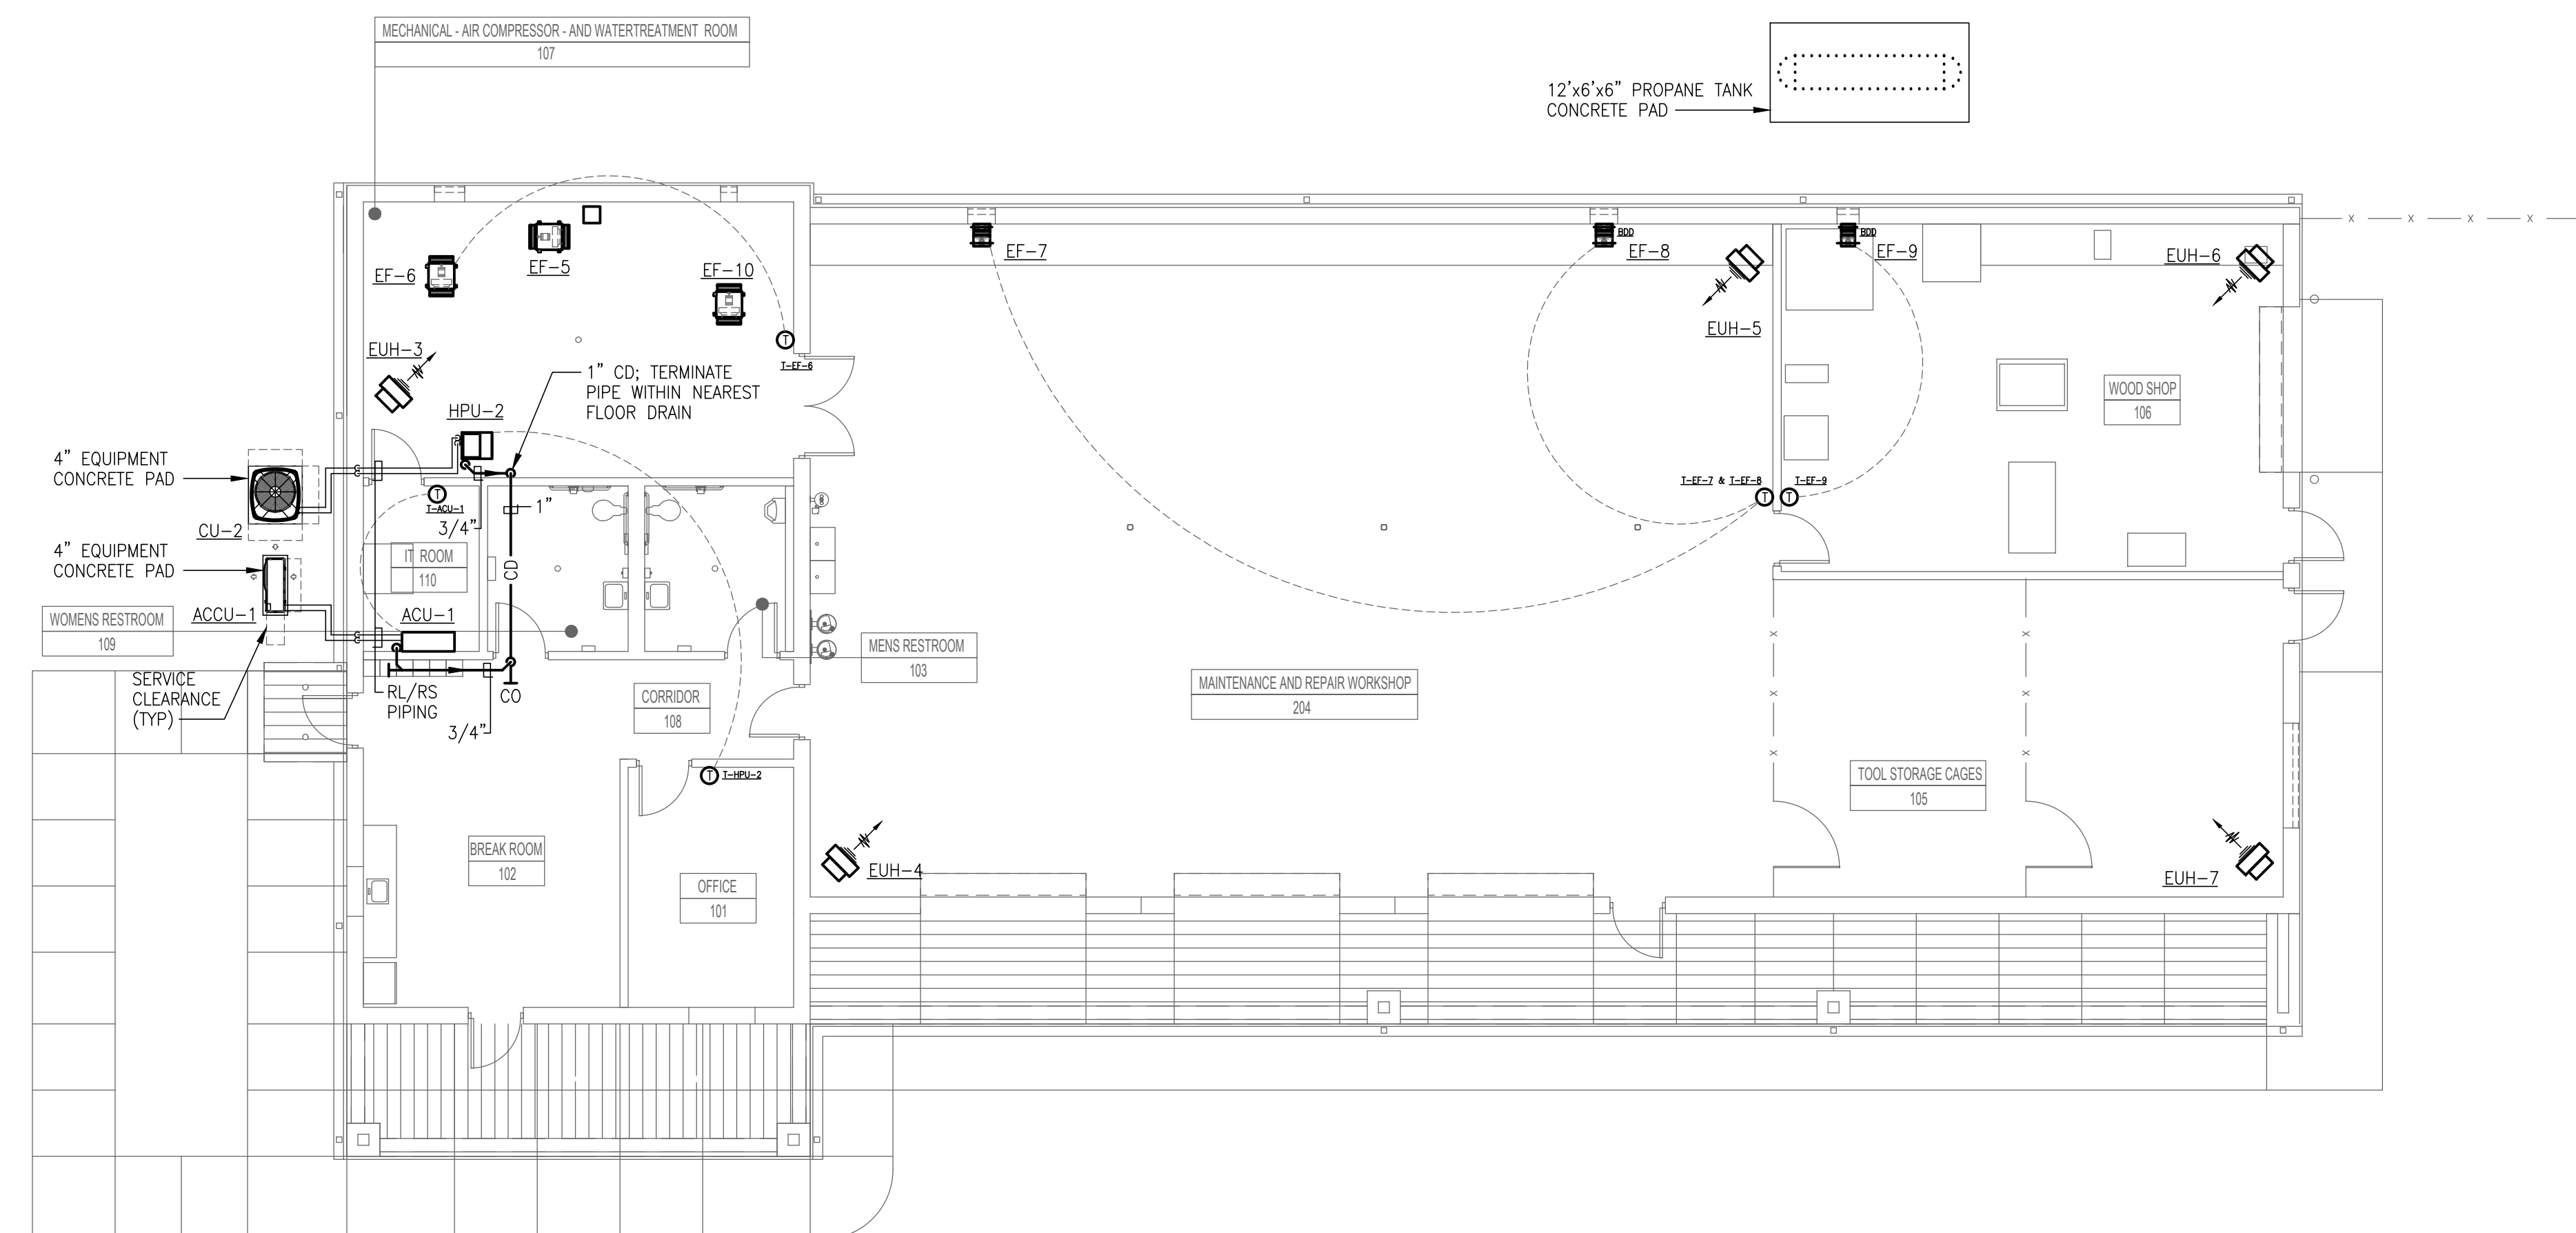 MECHANICAL - AIR COMPRESSOR - AND WATERTREATMENT ROOM
107
12'x6'x6" PROPANE TANK
CONCRETE PAD
EF-6
EF-5
EF-10
EF-7
BDD
EF-8
BDD
EF-9
EUH-6
EUH-5
EUH-3
T-EF-6
1" CD; TERMINATE
PIPE WITHIN NEAREST
FLOOR DRAIN
HPU-2
WOOD SHOP
106
4" EQUIPMENT
CONCRETE PAD
CU-2
T
T-ACU-1
3/4"
1"
T
T-EF-7 & T-EF-8
T
T
T-EF-9
4" EQUIPMENT
CONCRETE PAD
IT ROOM
110
CD
ACCU-1
ACU-1
WOMENS RESTROOM
109
MENS RESTROOM
103
SERVICE
CLEARANCE
(TYP)
RL/RS
PIPING
CO
3/4"
CORRIDOR
108
MAINTENANCE AND REPAIR WORKSHOP
204
T
T-HPU-2
TOOL STORAGE CAGES
105
BREAK ROOM
102
OFFICE
101
EUH-4
EUH-7